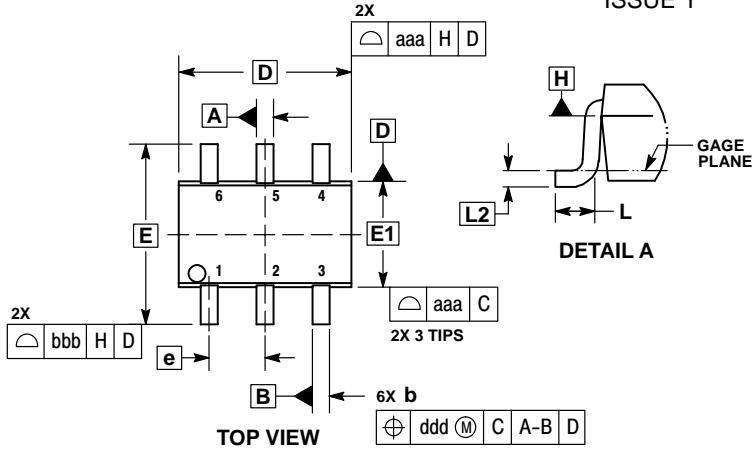 ISSUE Y
2X
⌓ aaa H D
D
A
D
H
GAGE
PLANE
6 5 4
E
E1
L2
L
DETAIL A
1 2 3
2X
⌓ bbb H D
⌓ aaa C
2X 3 TIPS
e
B
6X b
⌖ ddd Ⓜ C A-B D
TOP VIEW